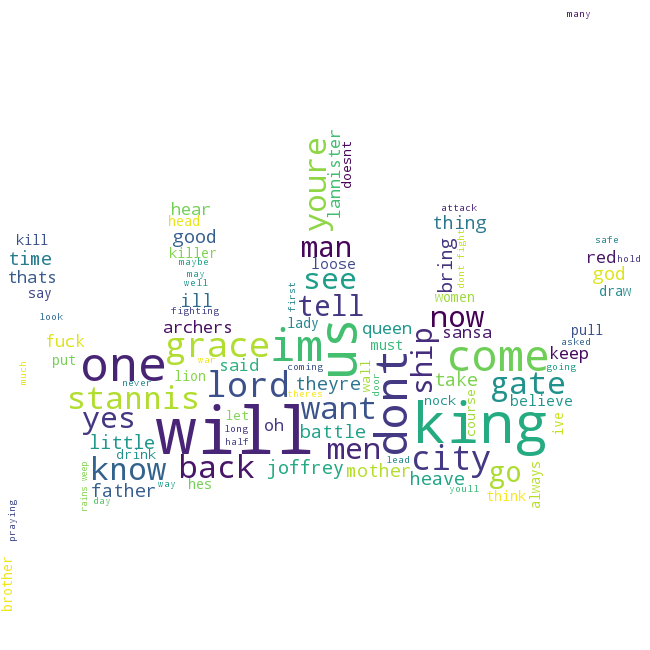 many
youre
lannister
doesnt
hear
head
good
killer
maybe
may
well
ill
fighting
archers
kill
time
thats
say
look
man
loose
see
tell
first
lady
attack
thing
bring
dont fight
women
now
sansa
safe
red
hold
god
draw
pull
asked
keep
going
fuck
put
much
one
grace
im
us
queen
must
ship
come
war
said
coming
wall
door
dont
take
gate
never
lion
lord
theyre
theres
want
nock
course
believe
stannis
yes
will
let
long
half
oh
battle
men
king
ive
little
drink
know
back
joffrey
mother
lead
city
heave
go
always
rains weep
father
way
hes
day
youll
think
praying
brother